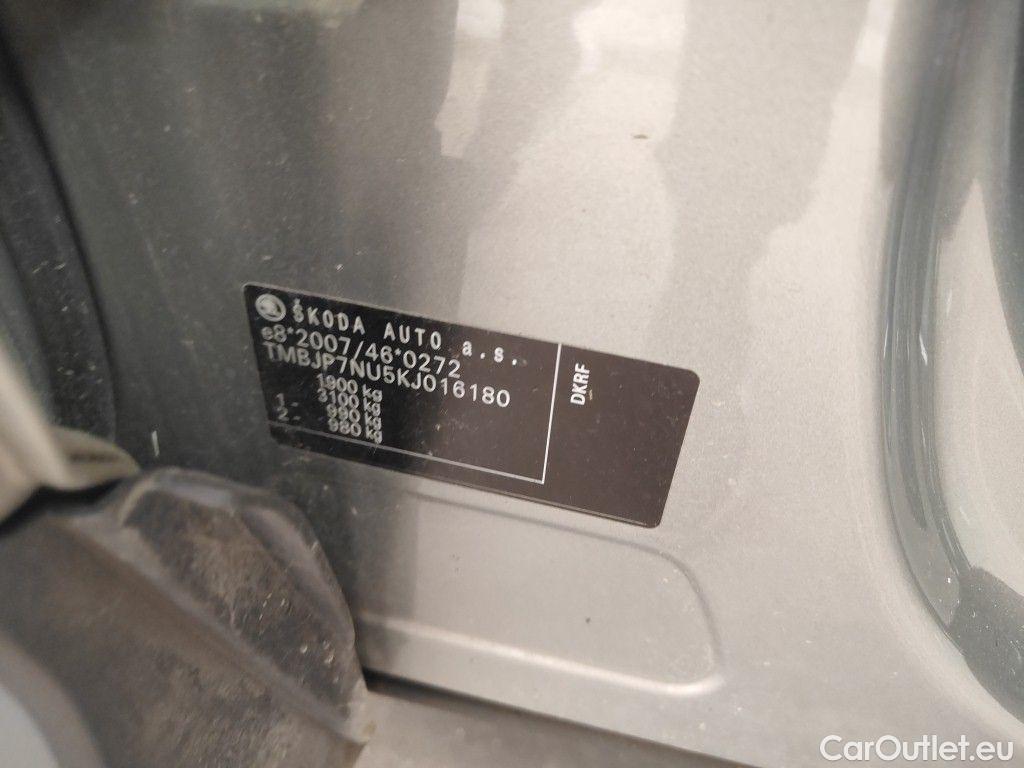 ŠKODA AUTO a.s.
e8*2007/46*0272
TMBJP7NU5KJ016180
1900 kg
3100 kg
1 - 990 kg
2 - 980 kg
DKRF
CarOutlet.eu